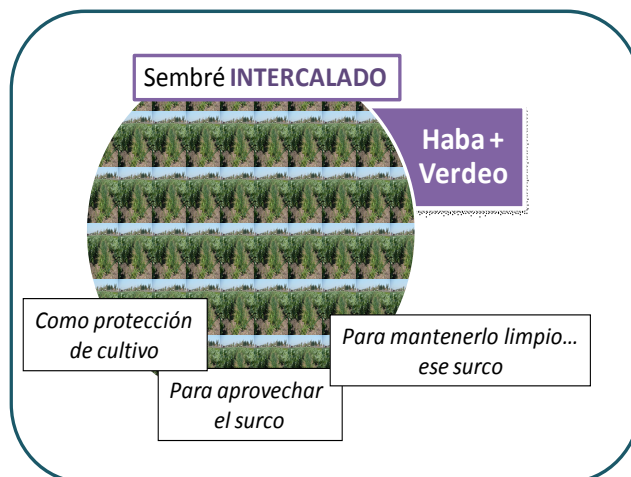 Sembré INTERCALADO
Haba +
Verdeo
Como protección
de cultivo
Para mantenerlo limpio...
ese surco
Para aprovechar
el surco